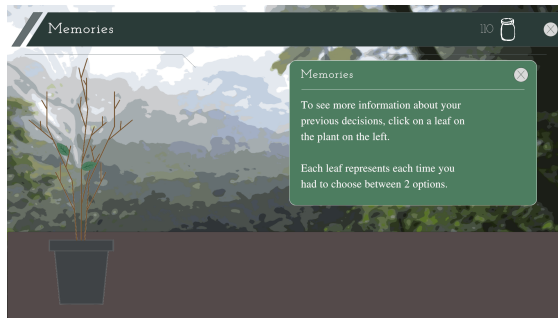 Memories
110
Memories
To see more information about your
previous decisions, click on a leaf on
the plant on the left.
Each leaf represents each time you
had to choose between 2 options.